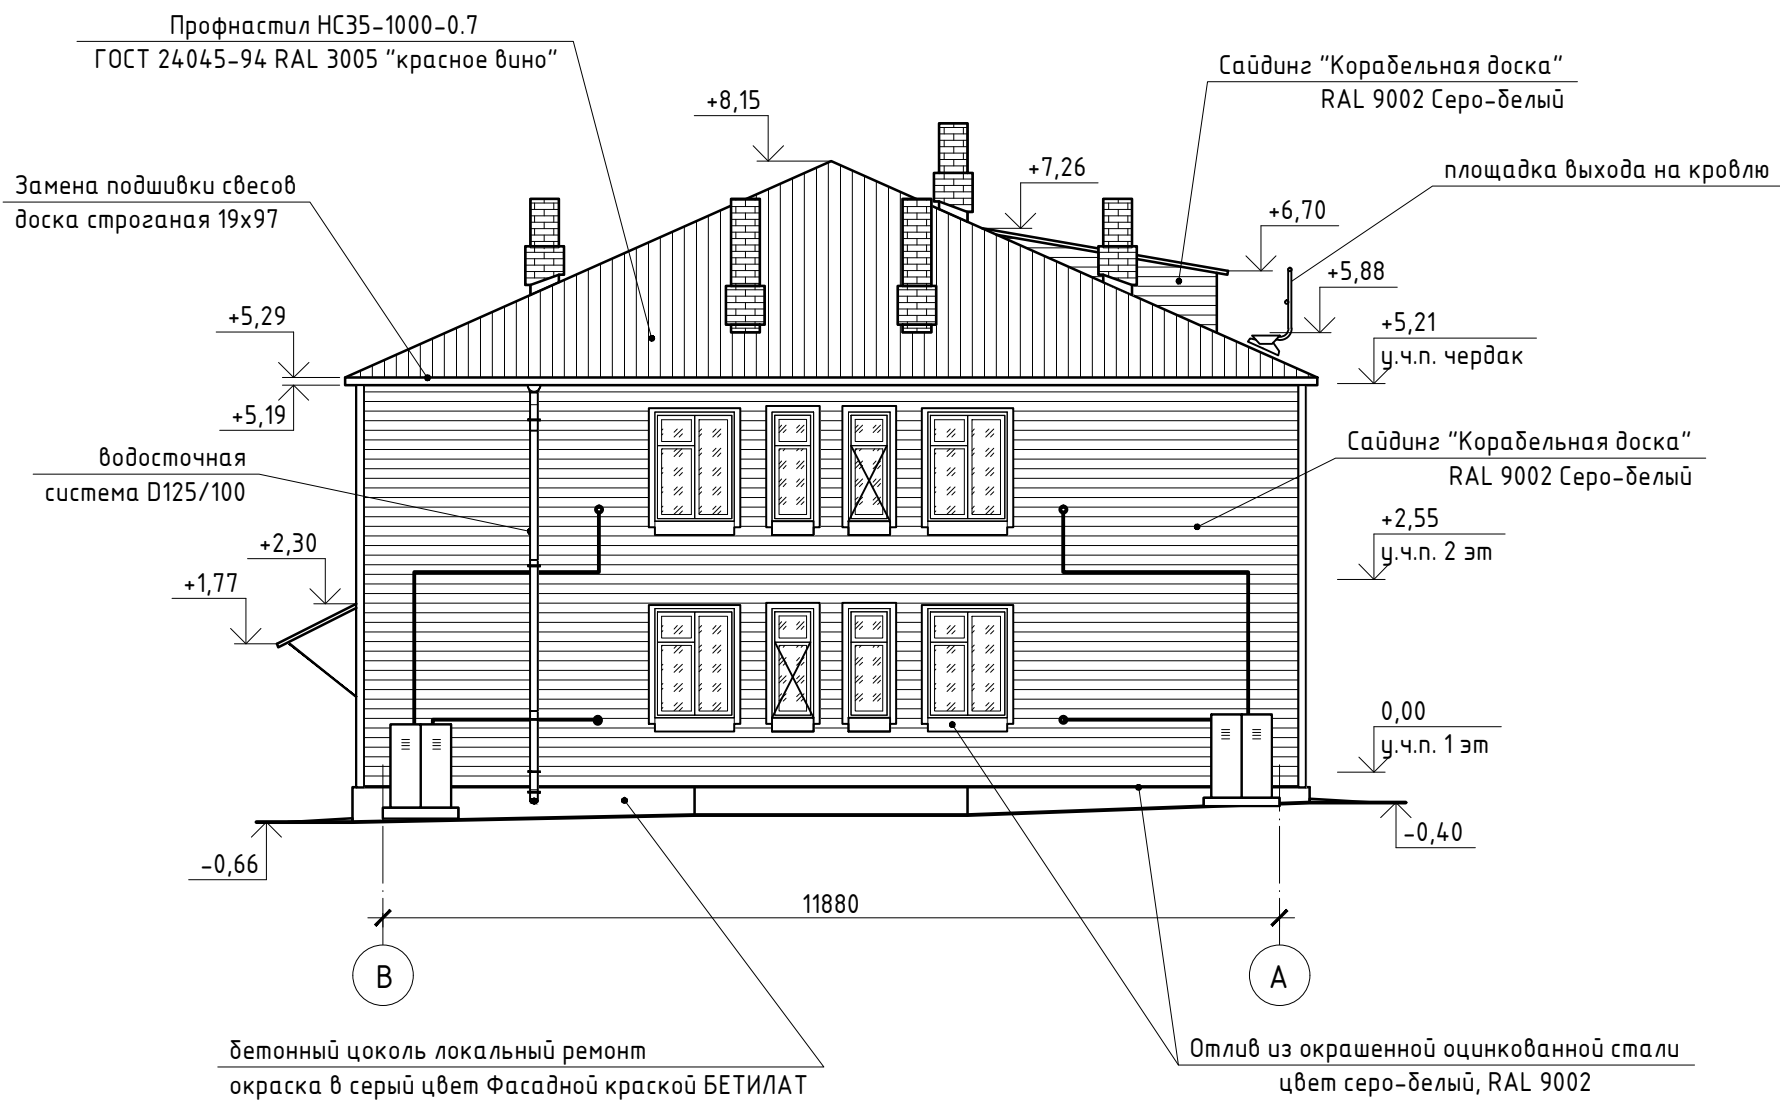 Профнастил НС35-1000-0.7
ГОСТ 24045-94 RAL 3005 "красное вино"
Сайдинг "Корабельная доска"
RAL 9002 Серо-белый
+8,15
+7,26
площадка выхода на кровлю
Замена подшивки свесов
доска строганая 19х97
+6,70
+5,88
+5,29
+5,21
у.ч.п. чердак
+5,19
Сайдинг "Корабельная доска"
RAL 9002 Серо-белый
водосточная
система D125/100
+2,55
у.ч.п. 2 эт
+2,30
+1,77
0,00
у.ч.п. 1 эт
-0,66
-0,40
11880
В
А
бетонный цоколь локальный ремонт
окраска в серый цвет Фасадной краской БЕТИЛАТ
Отлив из окрашенной оцинкованной стали
цвет серо-белый, RAL 9002